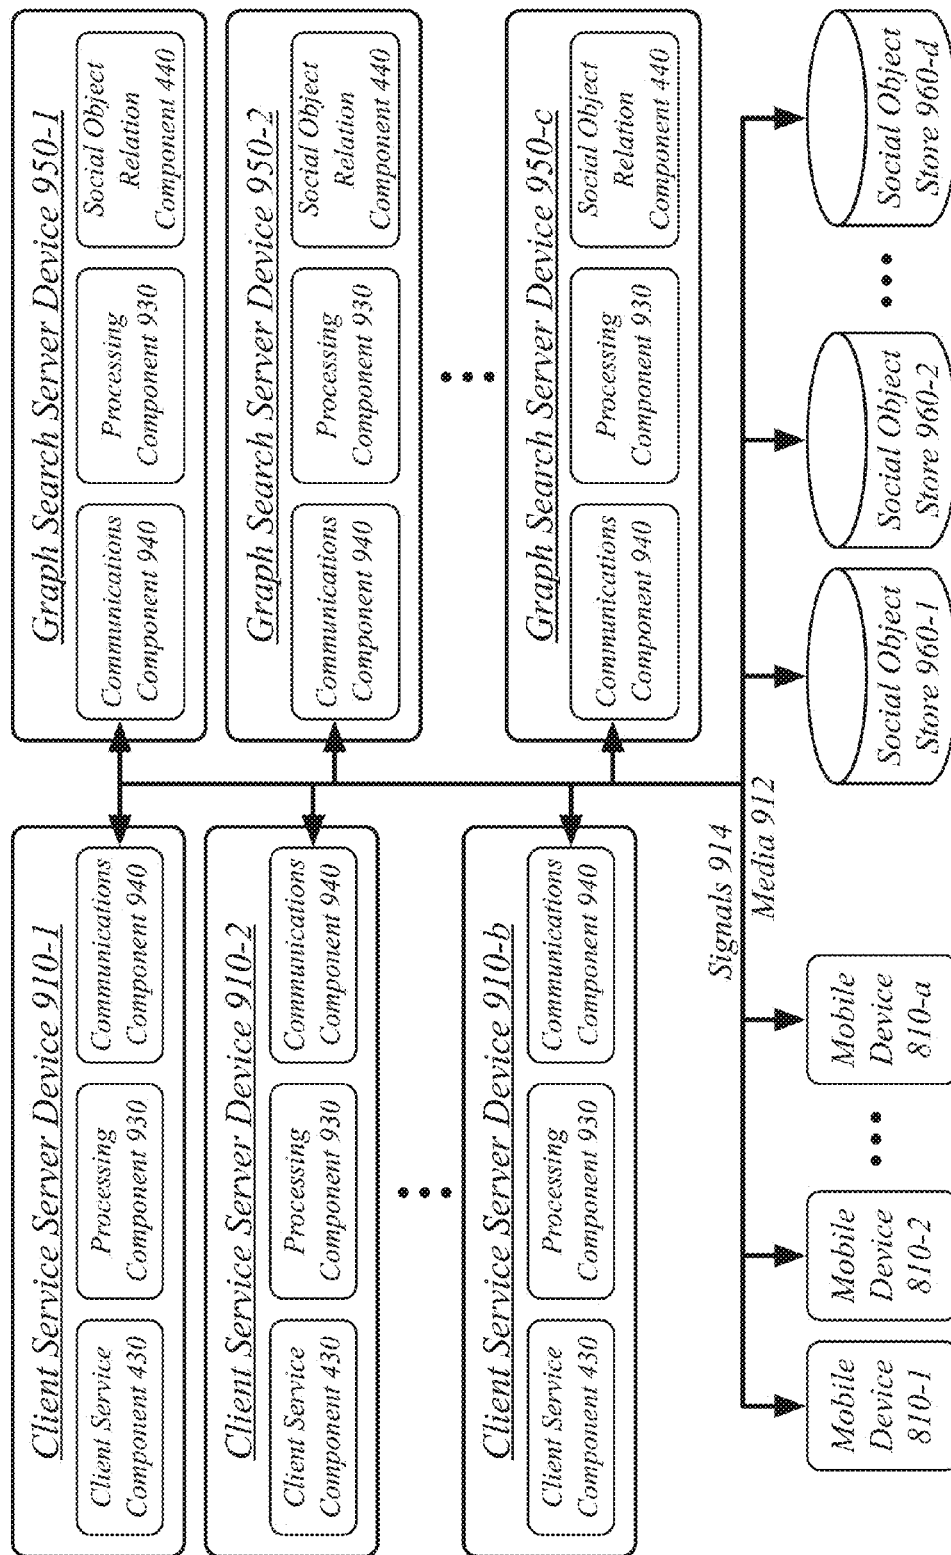 Client Service Server Device 910-1
Client Service
Component 430
Processing
Component 930
Communications
Component 940
Client Service Server Device 910-2
Client Service
Component 430
Processing
Component 930
Communications
Component 940
Client Service Server Device 910-b
Client Service
Component 430
Processing
Component 930
Communications
Component 940
Graph Search Server Device 950-1
Communications
Component 940
Processing
Component 930
Social Object
Relation
Component 440
Graph Search Server Device 950-2
Communications
Component 940
Processing
Component 930
Social Object
Relation
Component 440
Graph Search Server Device 950-c
Communications
Component 940
Processing
Component 930
Social Object
Relation
Component 440
Signals 914
Media 912
Mobile
Device
810-1
Mobile
Device
810-2
Mobile
Device
810-a
Social Object
Store 960-1
Social Object
Store 960-2
Social Object
Store 960-d